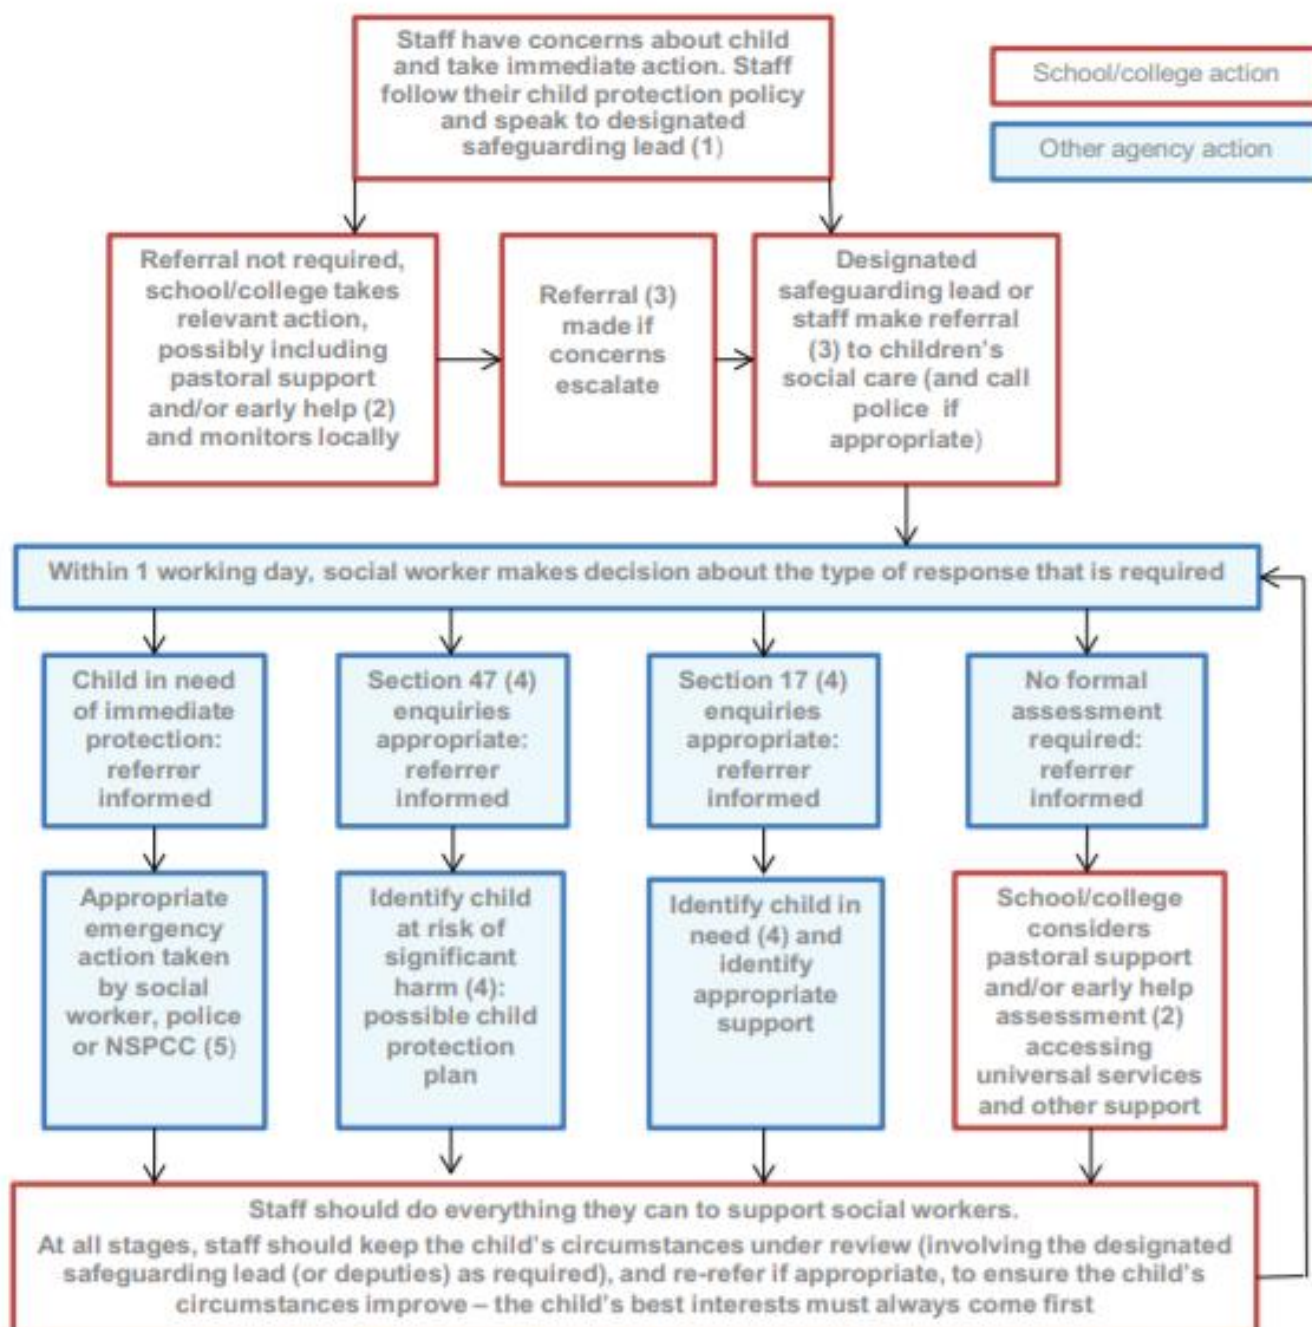 Staff have concerns about child
and take immediate action. Staff
follow their child protection policy
and speak to designated
safeguarding lead (1)
School/college action
Other agency action
Referral not required,
school/college takes
relevant action,
possibly including
pastoral support
and/or early help (2)
and monitors locally
Referral (3)
made if
concerns
escalate
Designated
safeguarding lead or
staff make referral
(3) to children's
social care (and call
police if
appropriate)
Within 1 working day, social worker makes decision about the type of response that is required
Child in need
of immediate
protection:
referrer
informed
Section 47 (4)
enquiries
appropriate:
referrer
informed
Section 17 (4)
enquiries
appropriate:
referrer
informed
No formal
assessment
required:
referrer
informed
Appropriate
emergency
action taken
by social
worker, police
or NSPCC (5)
Identify child
at risk of
significant
harm (4):
possible child
protection
plan
Identify child in
need (4) and
identify
appropriate
support
School/college
considers
pastoral support
and/or early help
assessment (2)
accessing
universal services
and other support
Staff should do everything they can to support social workers.
At all stages, staff should keep the child's circumstances under review (involving the designated
safeguarding lead (or deputies) as required), and re-refer if appropriate, to ensure the child's
circumstances improve – the child's best interests must always come first